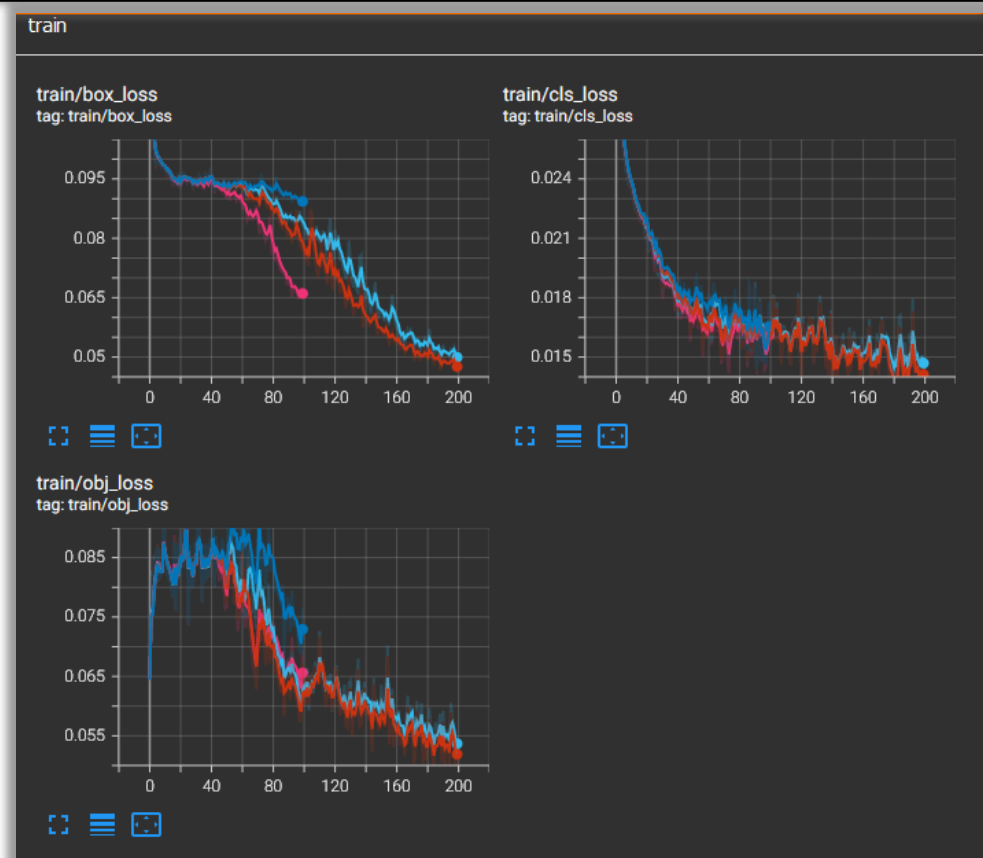 train
train/box_loss
tag: train/box_loss
0.095
0.08
0.065
0.05
0 40 80 120 160 200
train/cls_loss
tag: train/cls_loss
0.024
0.021
0.018
0.015
0 40 80 120 160 200
train/obj_loss
tag: train/obj_loss
0.085
0.075
0.065
0.055
0 40 80 120 160 200